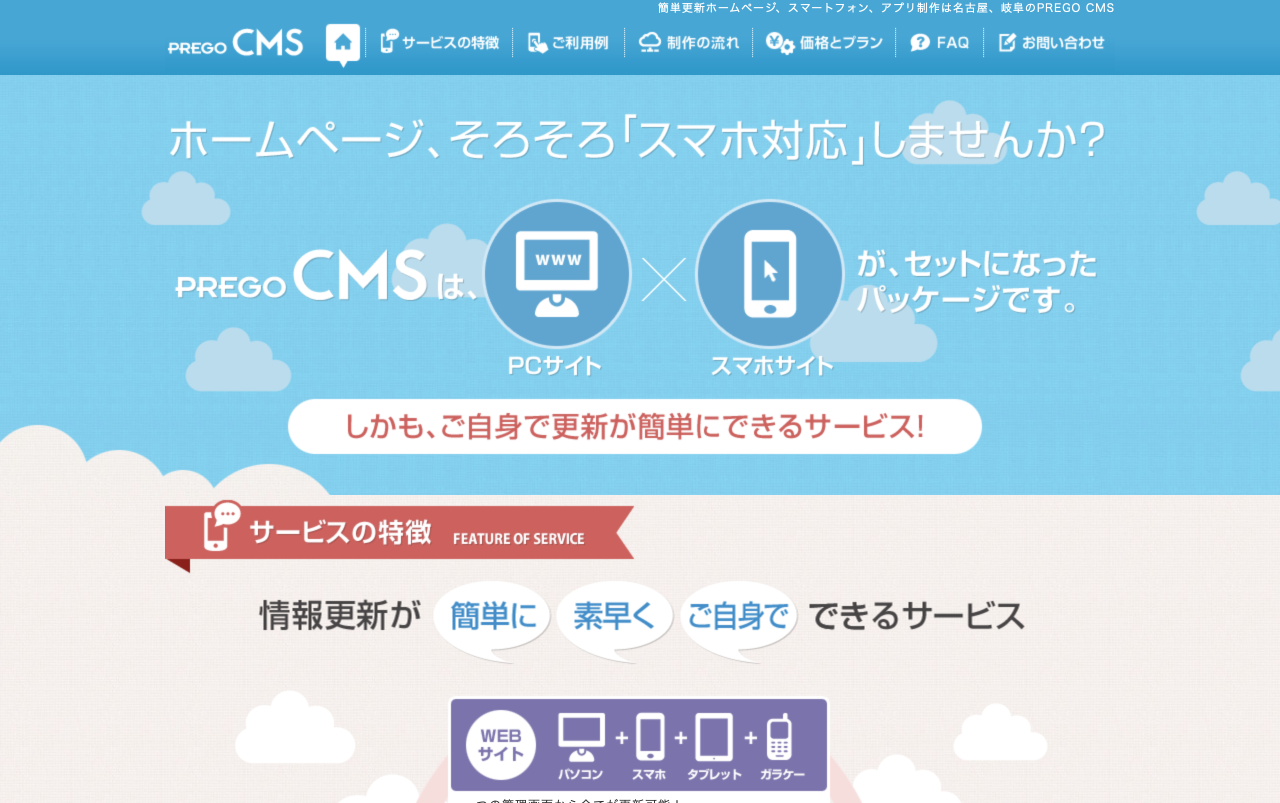 簡単更新ホームページ、スマートフォン、アプリ制作は名古屋、岐阜のPREGO CMS
PREGO CMS
サービスの特徴
ご利用例
制作の流れ
価格とプラン
FAQ
お問い合わせ
ホームページ、そろそろ「スマホ対応」しませんか?
PREGO CMS は、
WWW
PCサイト
スマホサイト
が、セットになった
パッケージです。
しかも、ご自身で更新が簡単にできるサービス!
サービスの特徴 FEATURE OF SERVICE
情報更新が 簡単に 素早く ご自身で できるサービス
WEB
サイト
パソコン + スマホ + タブレット + ガラケー